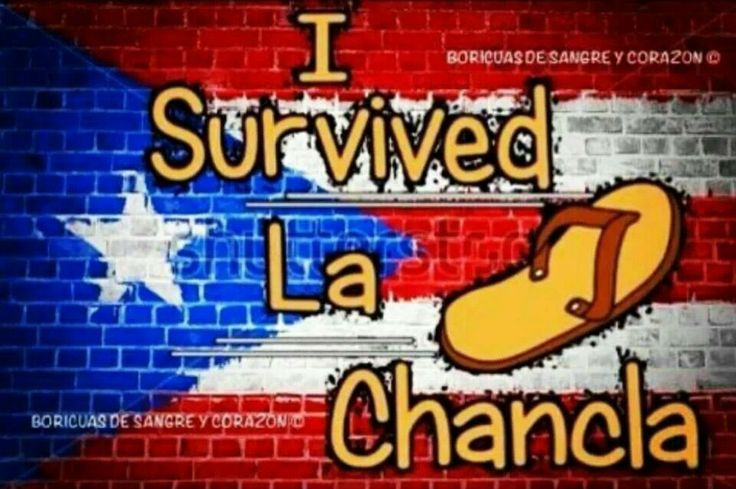 I
BORICUAS DE SANGRE Y CORAZON ©
Survived
shutterstock
La
BORICUAS DE SANGRE Y CORAZON ©
Chancla